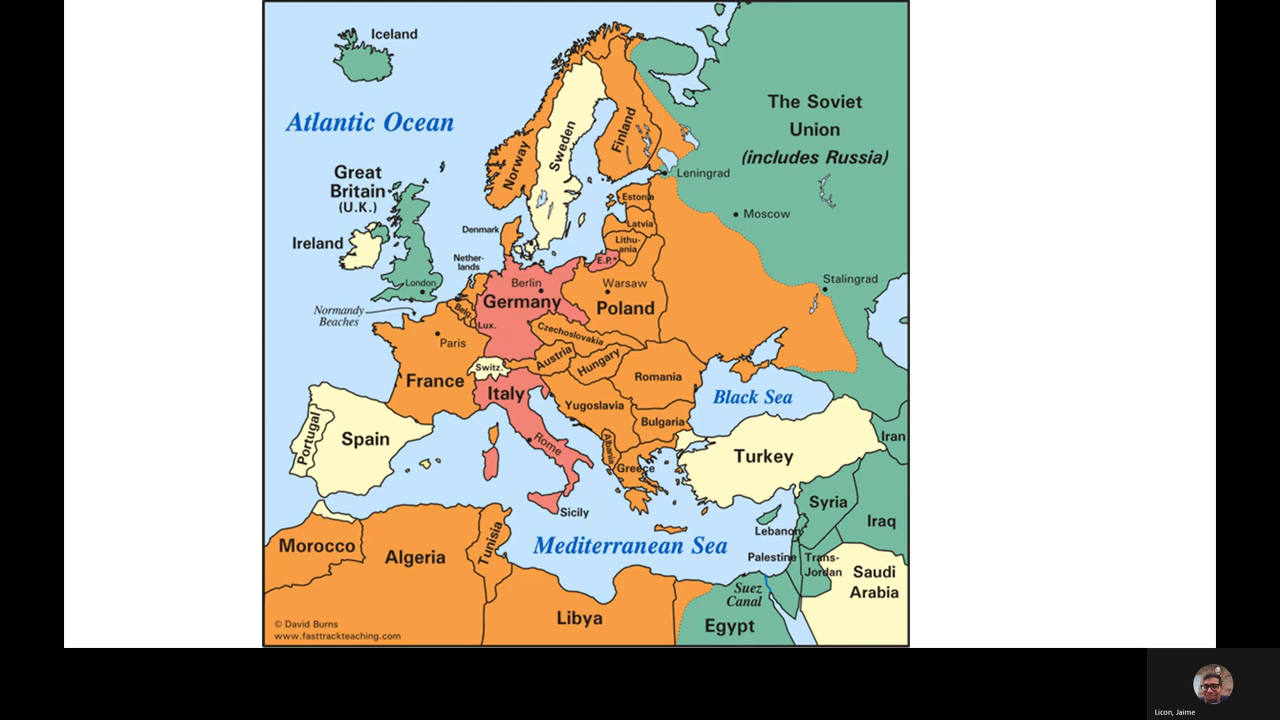 Iceland
Atlantic Ocean
The Soviet
Union
(includes Russia)
Norway
Sweden
Finland
Great
Britain
(U.K.)
Leningrad
Moscow
Estonia
Latvia
Lithu-
ania
Denmark
Ireland
Nether-
lands
E.P.*
London
Berlin
Warsaw
Stalingrad
Germany
Poland
Normandy
Beaches
Belg.
Lux.
Paris
Czechoslovakia
Switz.
Austria
Hungary
France
Romania
Italy
Black Sea
Yugoslavia
Bulgaria
Portugal
Spain
Rome
Albania
Greece
Turkey
Iran
Sicily
Syria
Iraq
Lebanon
Morocco
Algeria
Tunisia
Mediterranean Sea
Palestine
Trans-
Jordan
Saudi
Arabia
Suez
Canal
Libya
Egypt
© David Burns
www.fasttrackteaching.com
Licon, Jaime